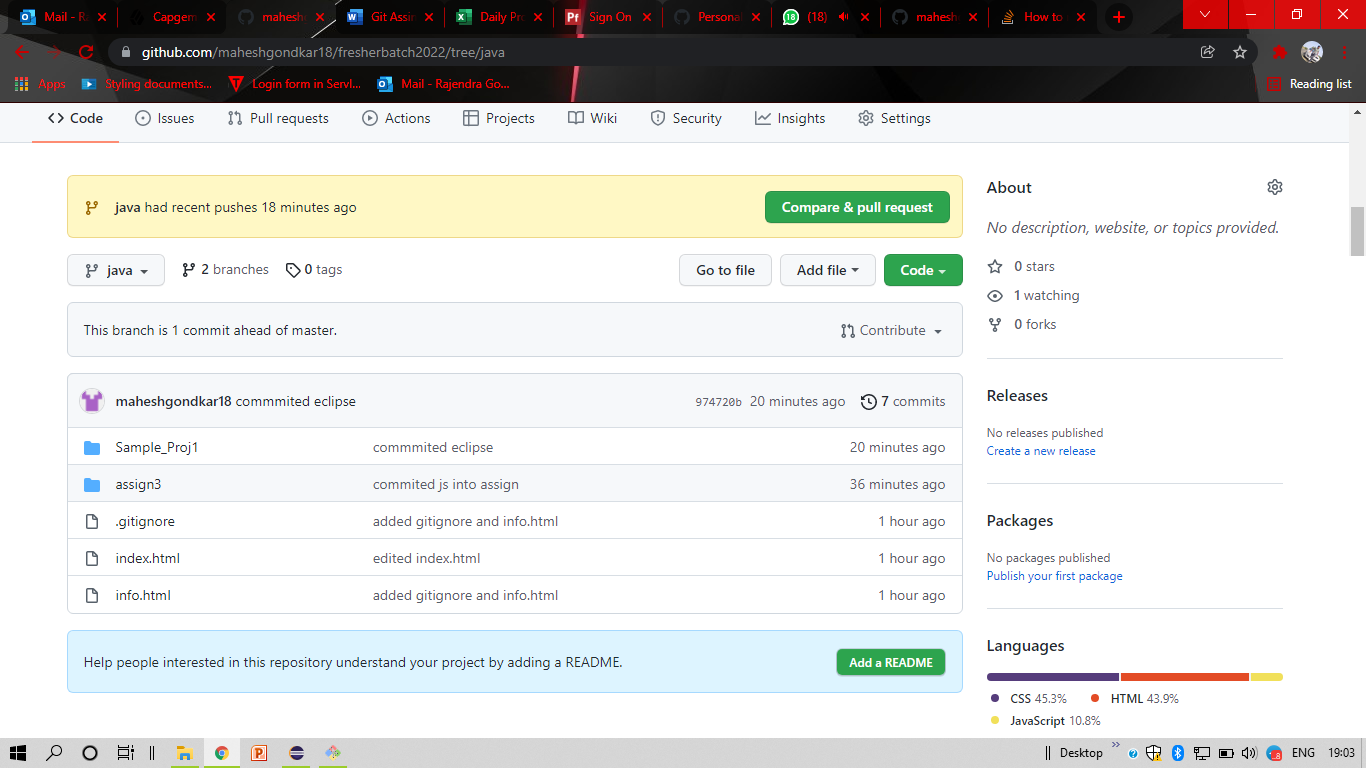 Mail - R
Capgem
mahesh
Git Assi
Daily Pr
Sign On
Persona
18 (18)
mahesh
How to
github.com/maheshgondkar18/fresherbatch2022/tree/java
Apps
Styling documents...
Login form in Servl...
Mail - Rajendra Go...
Reading list
Code
Issues
Pull requests
Actions
Projects
Wiki
Security
Insights
Settings
java had recent pushes 18 minutes ago
Compare & pull request
java
2 branches
0 tags
Go to file
Add file
Code
This branch is 1 commit ahead of master.
Contribute
maheshgondkar18 commmited eclipse
974720b 20 minutes ago
7 commits
Sample_Proj1
commmited eclipse
20 minutes ago
assign3
commited js into assign
36 minutes ago
.gitignore
added gitignore and info.html
1 hour ago
index.html
edited index.html
1 hour ago
info.html
added gitignore and info.html
1 hour ago
Help people interested in this repository understand your project by adding a README.
Add a README
About
No description, website, or topics provided.
0 stars
1 watching
0 forks
Releases
No releases published
Create a new release
Packages
No packages published
Publish your first package
Languages
CSS 45.3%
HTML 43.9%
JavaScript 10.8%
Desktop
ENG
19:03